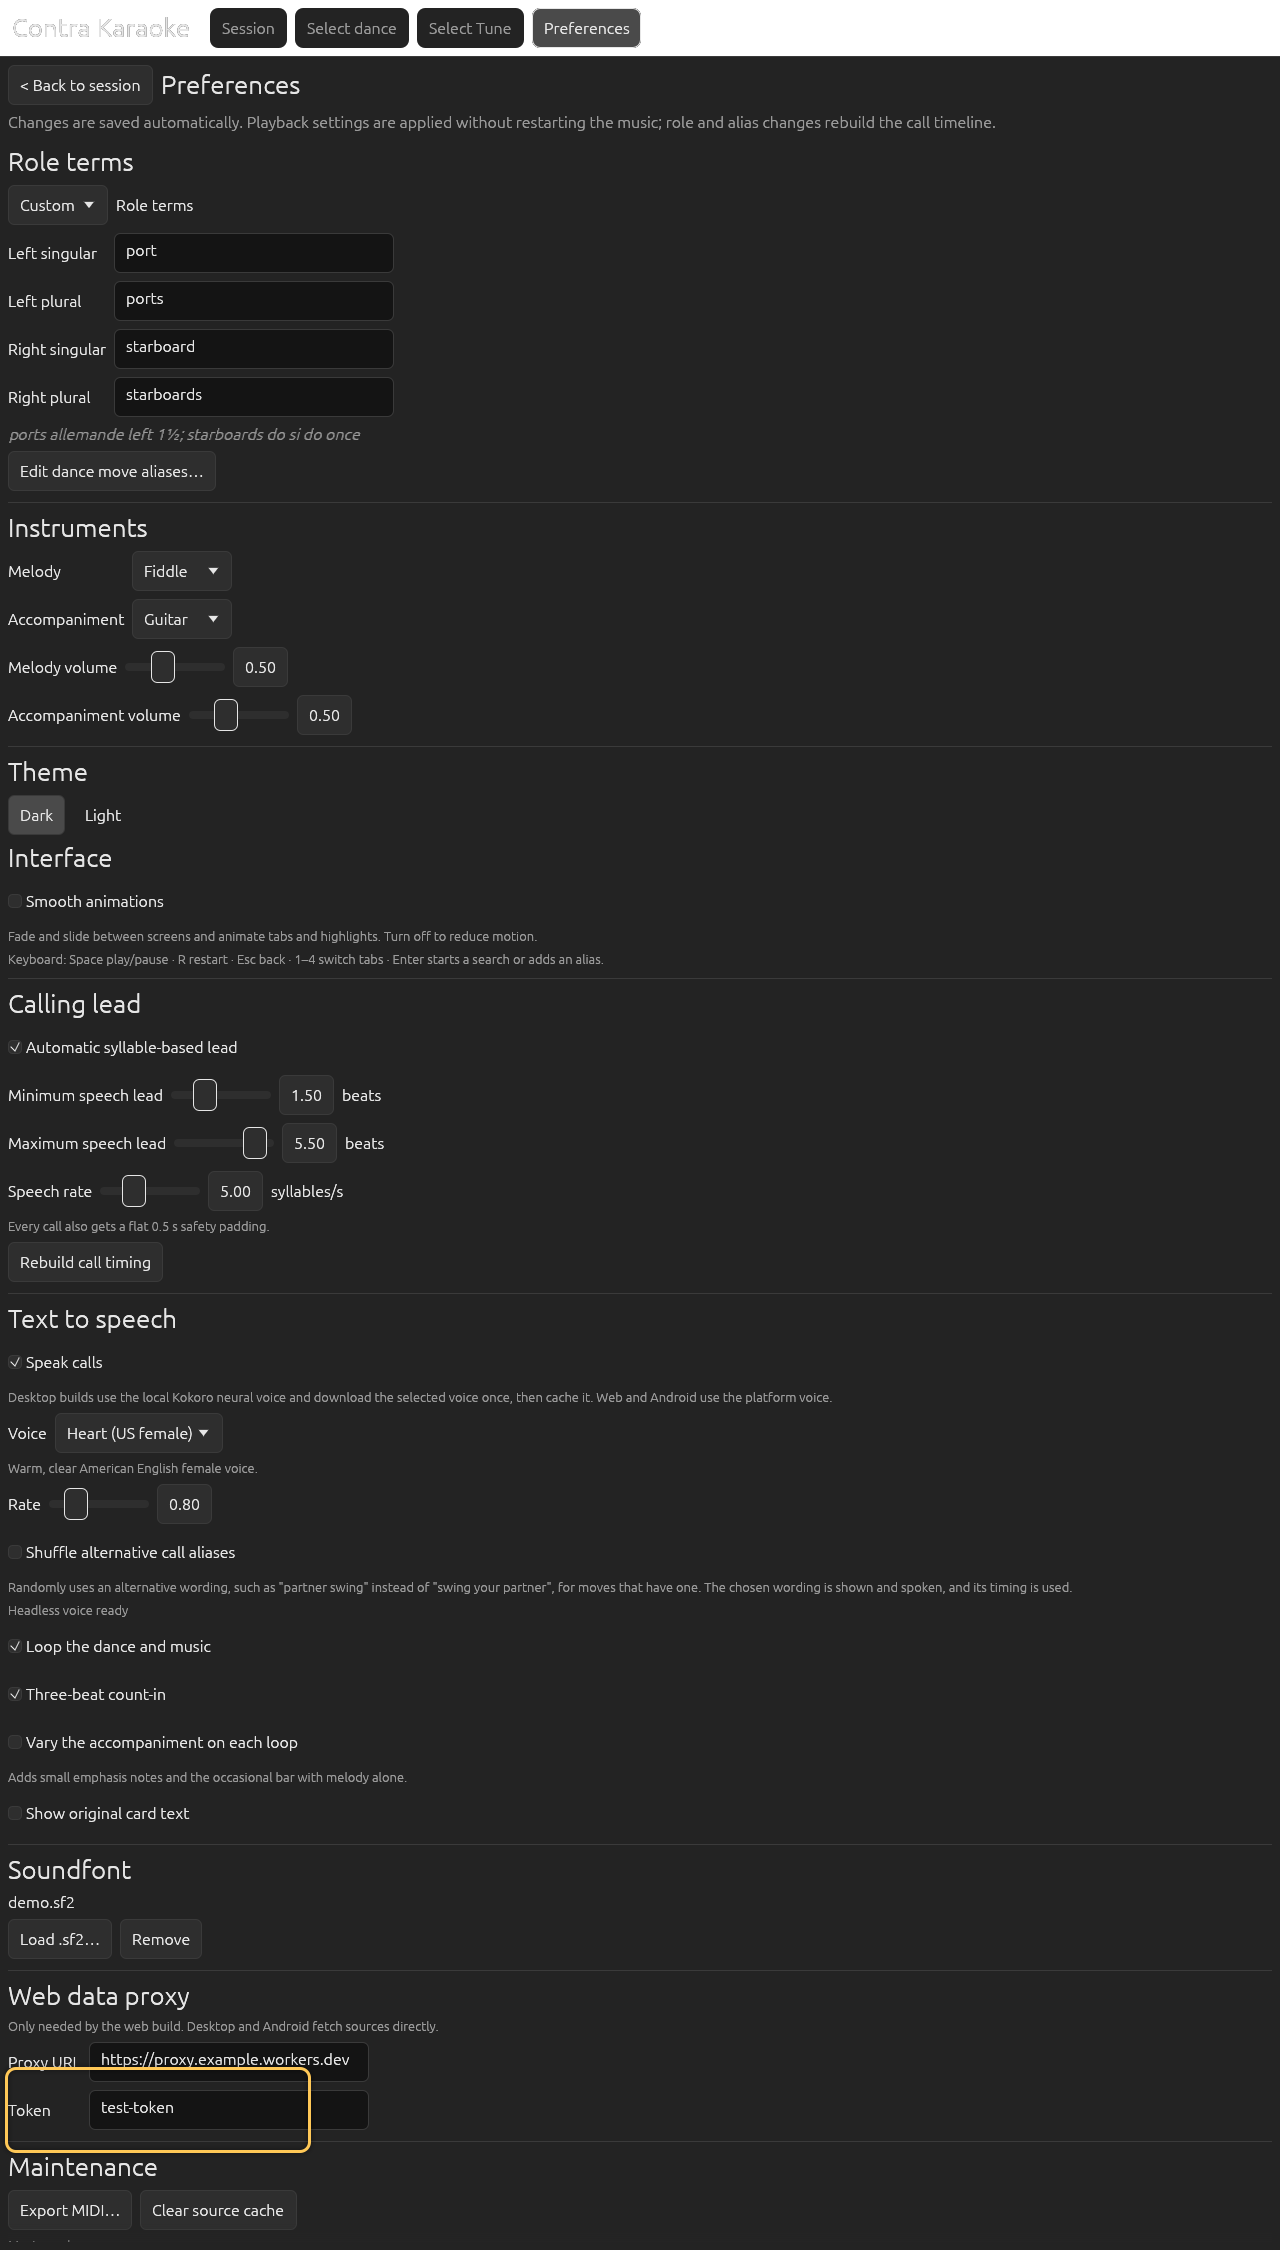 Contra Karaoke Session Select dance Select Tune Preferences
< Back to session Preferences
Changes are saved automatically. Playback settings are applied without restarting the music; role and alias changes rebuild the call timeline.
Role terms
Custom Role terms
Left singular port
Left plural ports
Right singular starboard
Right plural starboards
ports allemande left 1½; starboards do si do once
Edit dance move aliases…
Instruments
Melody Fiddle
Accompaniment Guitar
Melody volume 0.50
Accompaniment volume 0.50
Theme
Dark Light
Interface
Smooth animations
Fade and slide between screens and animate tabs and highlights. Turn off to reduce motion.
Keyboard: Space play/pause · R restart · Esc back · 1–4 switch tabs · Enter starts a search or adds an alias.
Calling lead
Automatic syllable-based lead
Minimum speech lead 1.50 beats
Maximum speech lead 5.50 beats
Speech rate 5.00 syllables/s
Every call also gets a flat 0.5 s safety padding.
Rebuild call timing
Text to speech
Speak calls
Desktop builds use the local Kokoro neural voice and download the selected voice once, then cache it. Web and Android use the platform voice.
Voice Heart (US female)
Warm, clear American English female voice.
Rate 0.80
Shuffle alternative call aliases
Randomly uses an alternative wording, such as "partner swing" instead of "swing your partner", for moves that have one. The chosen wording is shown and spoken, and its timing is used.
Headless voice ready
Loop the dance and music
Three-beat count-in
Vary the accompaniment on each loop
Adds small emphasis notes and the occasional bar with melody alone.
Show original card text
Soundfont
demo.sf2
Load .sf2… Remove
Web data proxy
Only needed by the web build. Desktop and Android fetch sources directly.
Proxy URL https://proxy.example.workers.dev
Token test-token
Maintenance
Export MIDI… Clear source cache